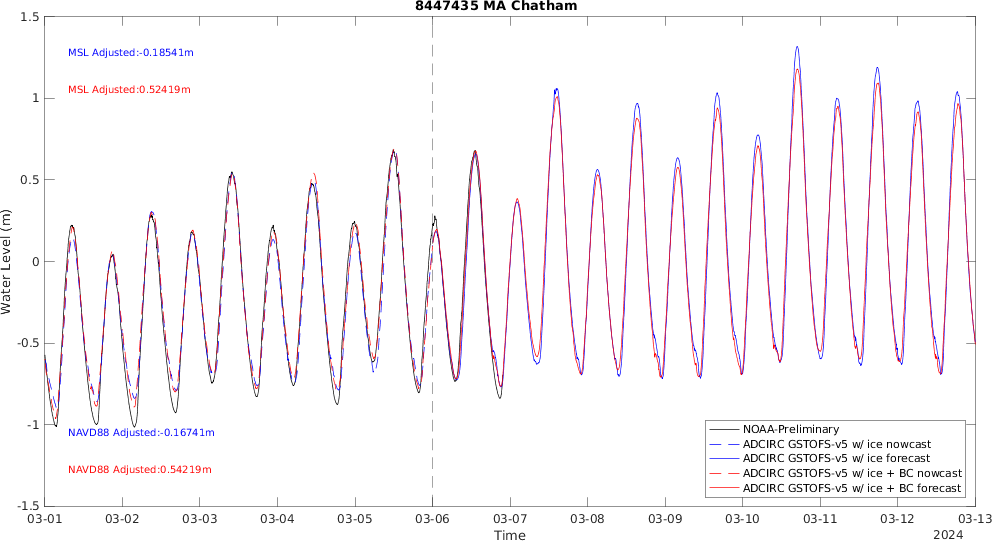 8447435 MA Chatham
1.5
MSL Adjusted:-0.18541m
MSL Adjusted:0.52419m
1
0.5
0
-0.5
-1
-1.5
Water Level (m)
NAVD88 Adjusted:-0.16741m
NAVD88 Adjusted:0.54219m
NOAA-Preliminary
ADCIRC GSTOFS-v5 w/ ice nowcast
ADCIRC GSTOFS-v5 w/ ice forecast
ADCIRC GSTOFS-v5 w/ ice + BC nowcast
ADCIRC GSTOFS-v5 w/ ice + BC forecast
03-01 03-02 03-03 03-04 03-05 03-06 03-07 03-08 03-09 03-10 03-11 03-12 03-13
Time
2024